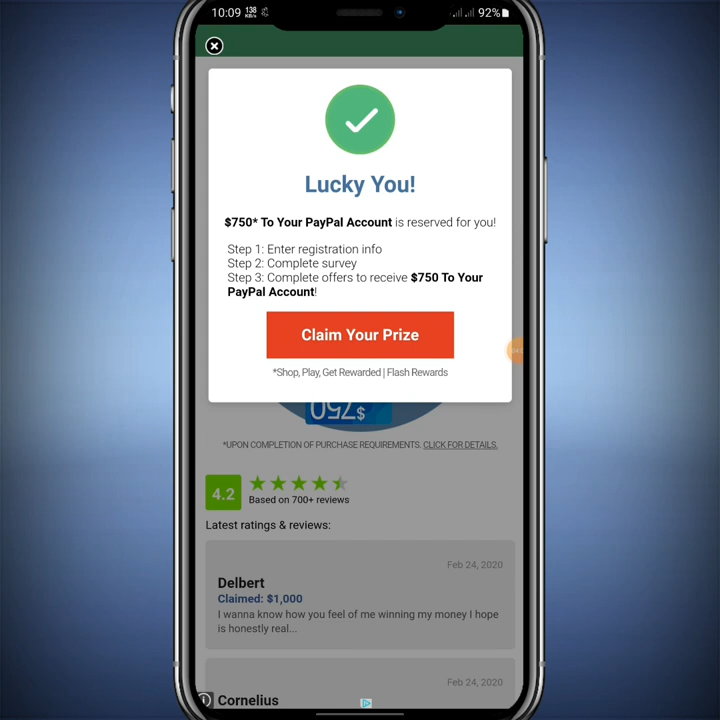 10:09 138 KB/s 92%
Lucky You!
$750* To Your PayPal Account is reserved for you!
Step 1: Enter registration info
Step 2: Complete survey
Step 3: Complete offers to receive $750 To Your
PayPal Account!
Claim Your Prize
*Shop, Play, Get Rewarded | Flash Rewards
$750
*UPON COMPLETION OF PURCHASE REQUIREMENTS. CLICK FOR DETAILS.
4.2
Based on 700+ reviews
Latest ratings & reviews:
Feb 24, 2020
Delbert
Claimed: $1,000
I wanna know how you feel of me winning my money I hope
is honestly real...
Feb 24, 2020
Cornelius